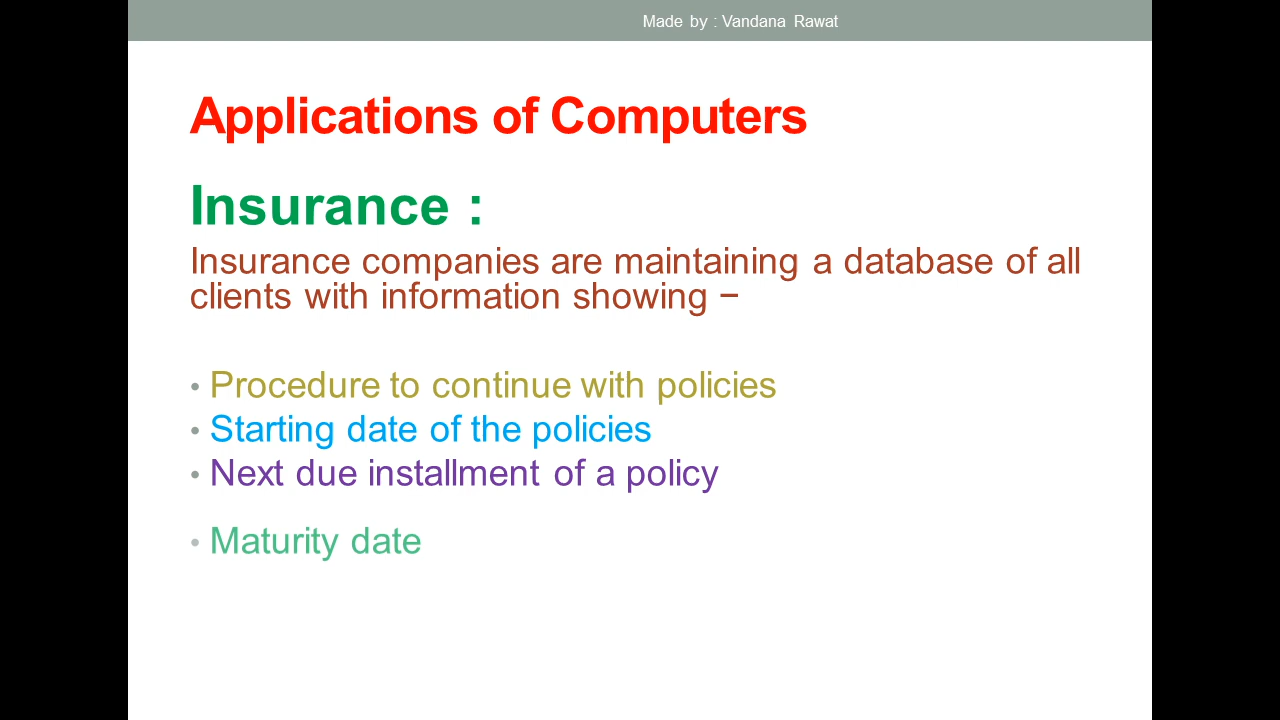 Made by : Vandana Rawat
Applications of Computers
Insurance :
Insurance companies are maintaining a database of all
clients with information showing −
• Procedure to continue with policies
• Starting date of the policies
• Next due installment of a policy
• Maturity date